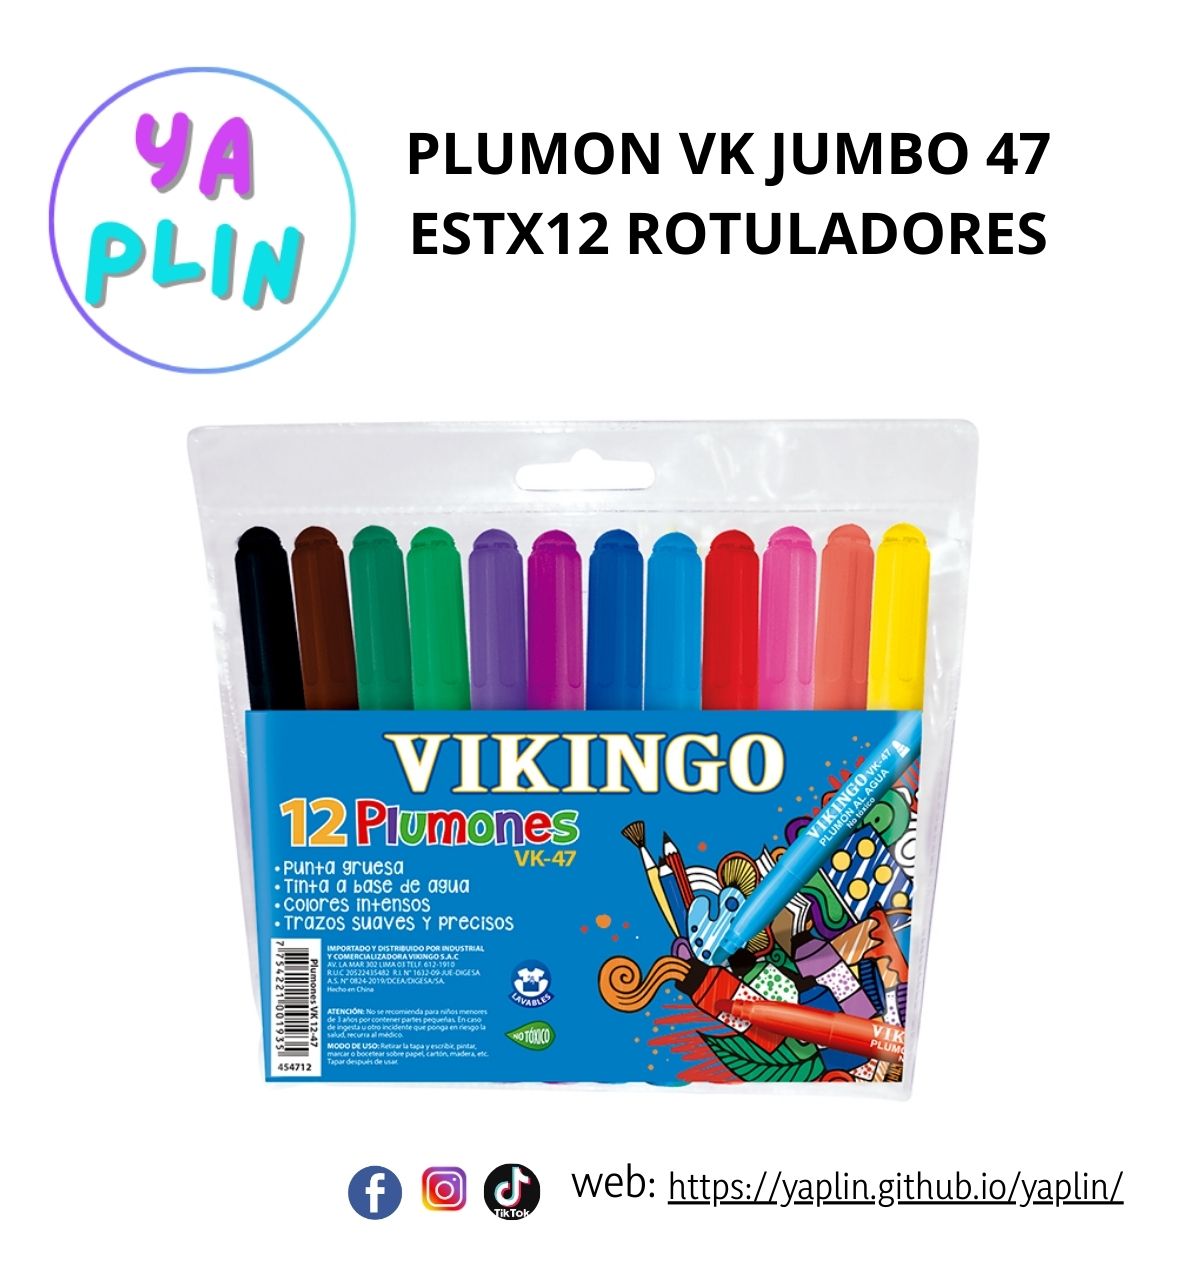 YA
PLIN
PLUMON VK JUMBO 47
ESTX12 ROTULADORES
VIKINGO
12 Plumones
VK-47
• Punta gruesa
• Tinta a base de agua
• Colores intensos
• Trazos suaves y precisos
VIKINGO VK-47
PLUMON AL AGUA
No tóxico
7 754221 000193
Plumones VK 12-47
454712
IMPORTADO Y DISTRIBUIDO POR INDUSTRIAL
Y COMERCIALIZADORA VIKINGO S.A.C
AV. LA MAR 302 LIMA 03 TELF. 612-1910
R.U.C 20522435482 R.I. N° 1632-09-JUE-DIGESA
A.S. N° 0824-2019/DCEA/DIGESA/SA.
Hecho en China
ATENCIÓN: No se recomienda para niños menores
de 3 años por contener partes pequeñas. En caso
de ingesta u otro incidente que ponga en riesgo la
salud, recurra al médico.
MODO DE USO: Retirar la tapa y escribir, pintar,
marcar o bocetear sobre papel, cartón, madera, etc.
Tapar después de usar.
LAVABLES
NO TÓXICO
VIKING
PLUMO
N
TikTok
web: https://yaplin.github.io/yaplin/